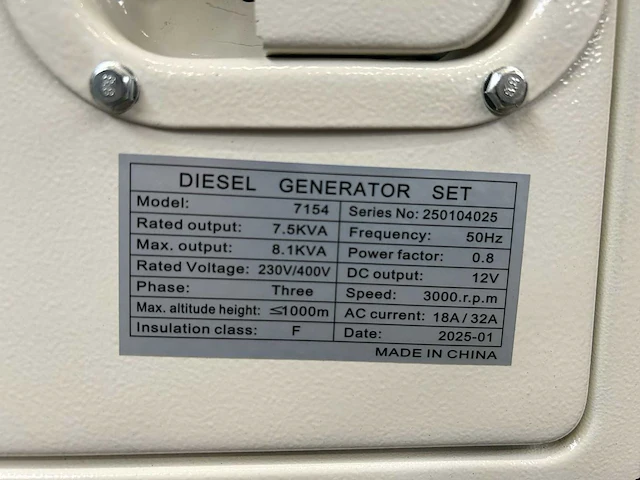 DIESEL GENERATOR SET
Model: 7154 Series No: 250104025
Rated output: 7.5KVA Frequency: 50Hz
Max. output: 8.1KVA Power factor: 0.8
Rated Voltage: 230V/400V DC output: 12V
Phase: Three Speed: 3000.r.p.m
Max. altitude height: ≤1000m AC current: 18A/32A
Insulation class: F Date: 2025-01
MADE IN CHINA